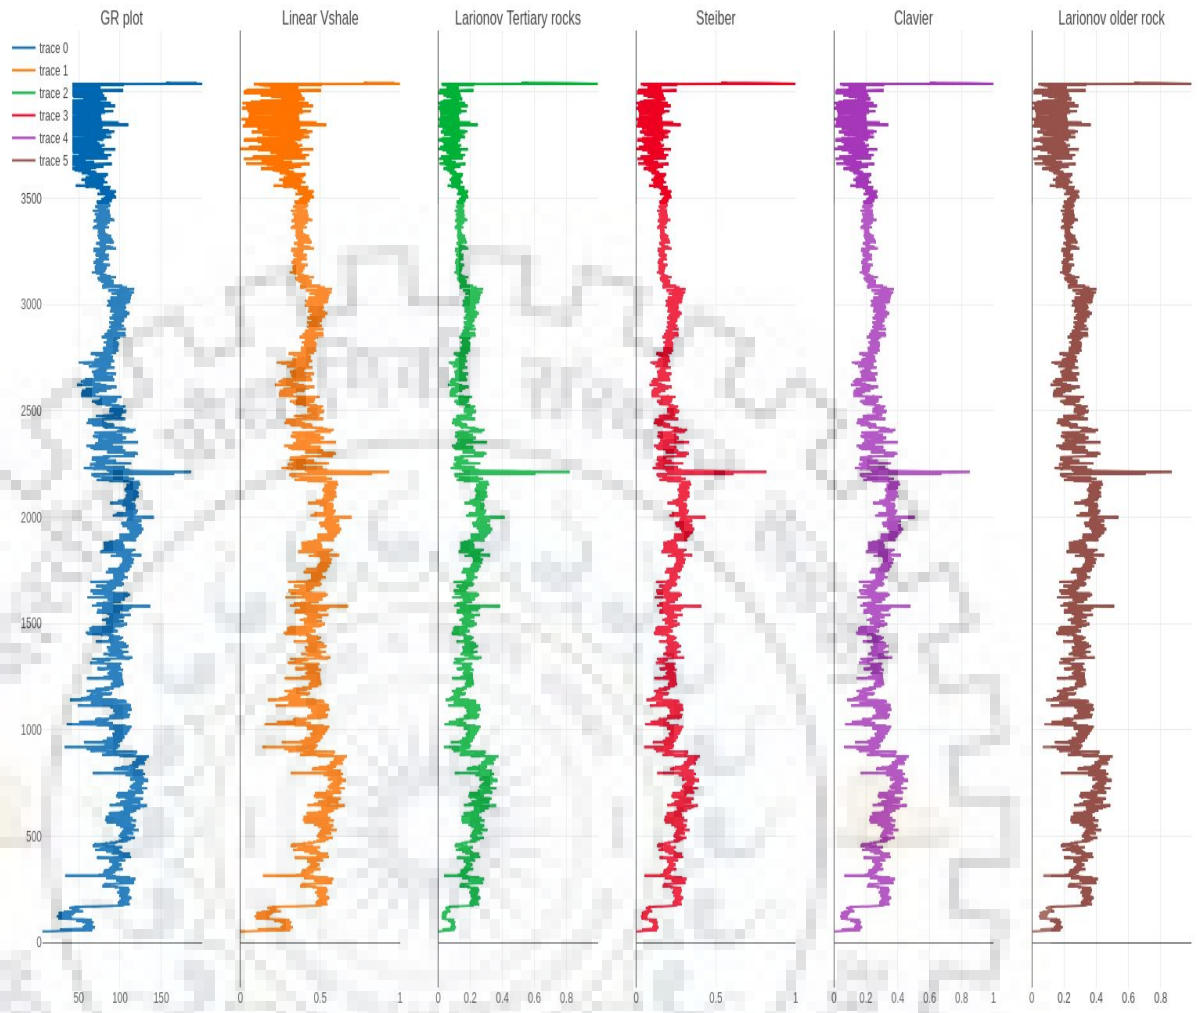 GR plot
Linear Vshale
Larionov Tertiary rocks
Steiber
Clavier
Larionov older rock
trace 0
trace 1
trace 2
trace 3
trace 4
trace 5
3500
3000
2500
2000
1500
1000
500
0
50 100 150
0 0.5 1
0 0.2 0.4 0.6 0.8
0 0.5 1
0 0.2 0.4 0.6 0.8 1
0 0.2 0.4 0.6 0.8